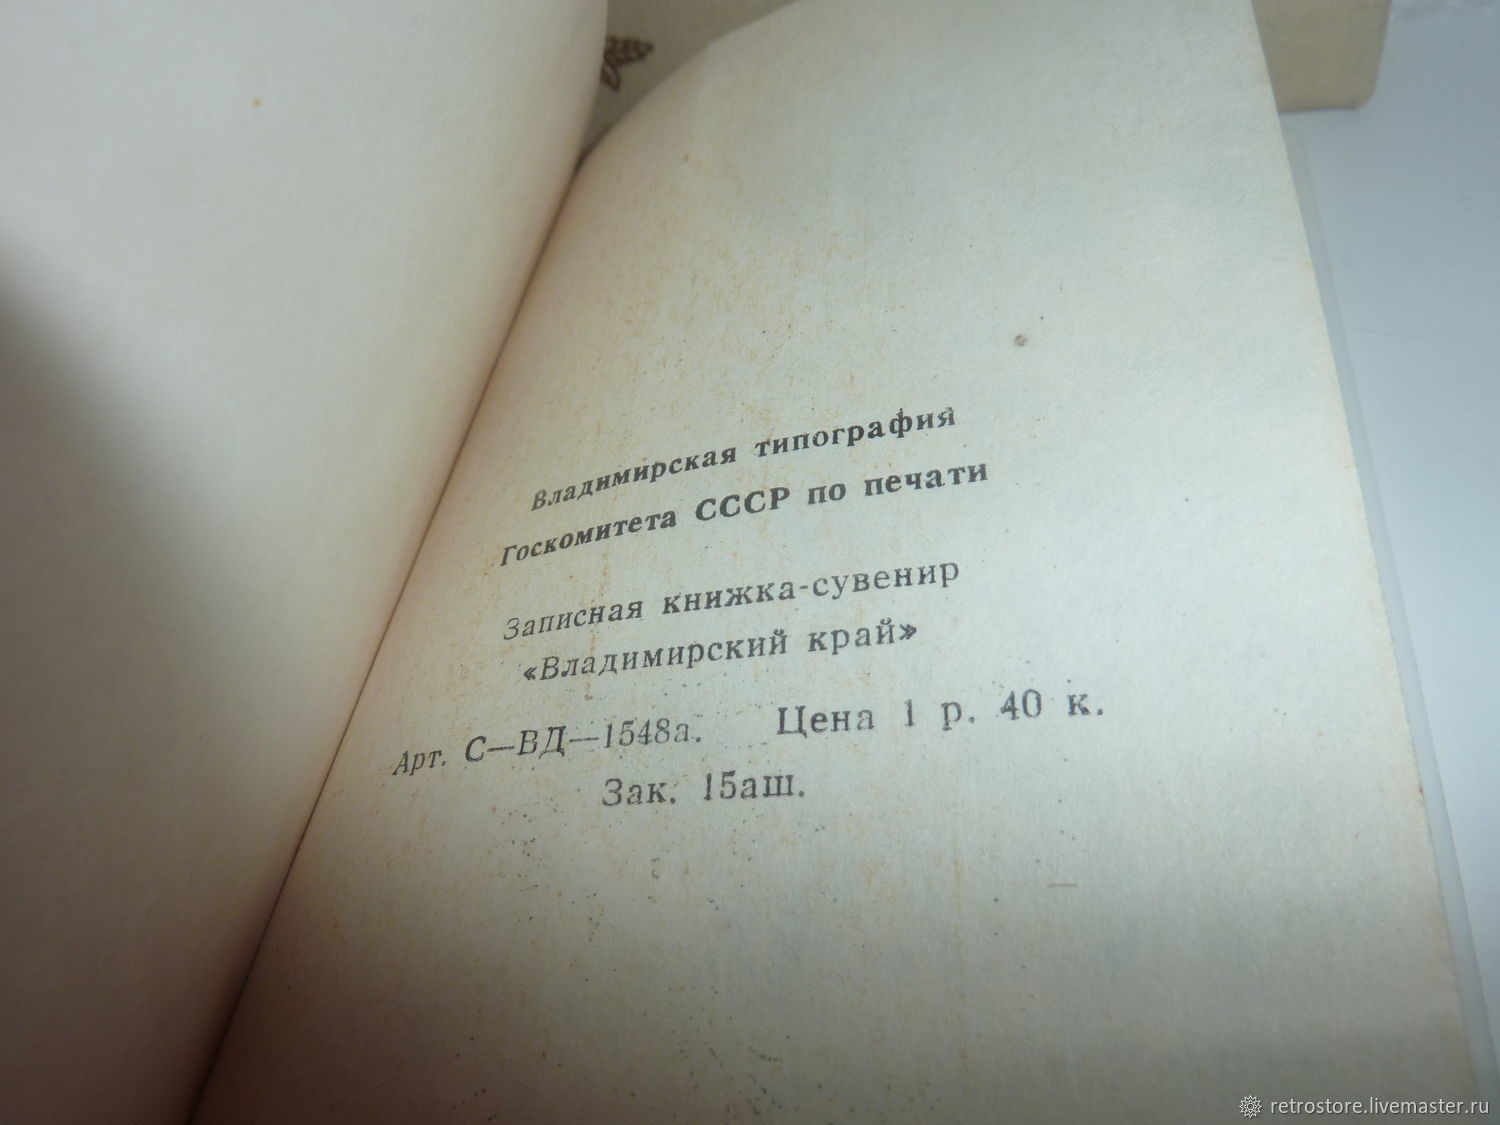 Владимирская типография
Госкомитета СССР по печати
Записная книжка-сувенир
«Владимирский край»
Арт. С—ВД—1548а. Цена 1 р. 40 к.
Зак. 15аш.
retrostore.livemaster.ru